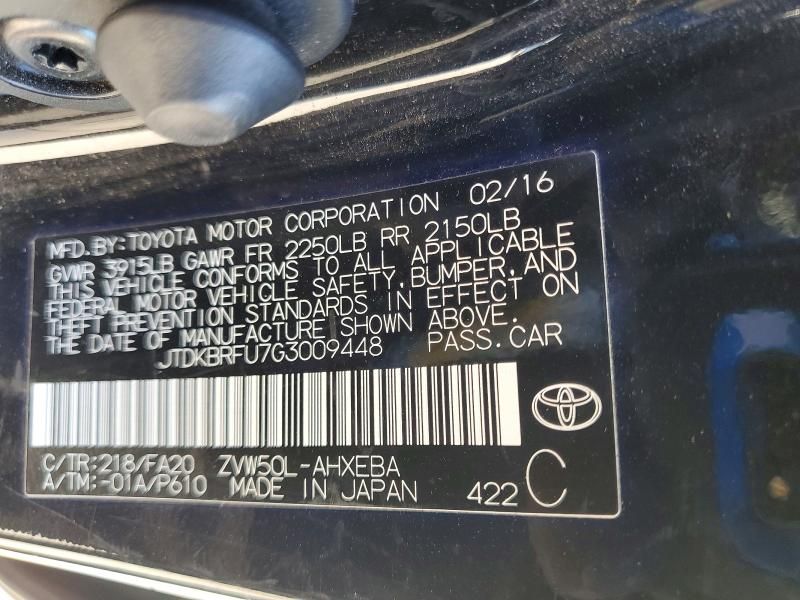 MFD.BY:TOYOTA MOTOR CORPORATION 02/16
GVWR 3915LB GAWR FR 2250LB RR 2150LB
THIS VEHICLE CONFORMS TO ALL APPLICABLE
FEDERAL MOTOR VEHICLE SAFETY,BUMPER,AND
THEFT PREVENTION STANDARDS IN EFFECT ON
THE DATE OF MANUFACTURE SHOWN ABOVE.
JTDKBRFU7G3009448 PASS.CAR
C/TR:218/FA20 ZVW50L-AHXEBA
A/TM:-01A/P610 MADE IN JAPAN 422 C